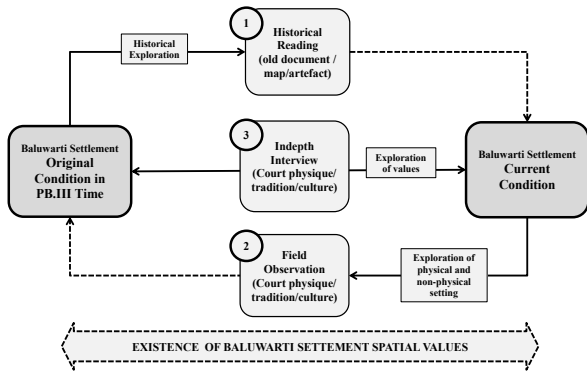 1
Historical
Reading
(old document /
map/artefact)
Historical
Exploration
Baluwarti Settlement
Original
Condition in
PB.III Time
3
Indepth
Interview
(Court physique/
tradition/culture)
Exploration
of values
Baluwarti Settlement
Current
Condition
2
Field
Observation
(Court physique/
tradition/culture)
Exploration of
physical and
non-physical
setting
EXISTENCE OF BALUWARTI SETTEMENT SPATIAL VALUES